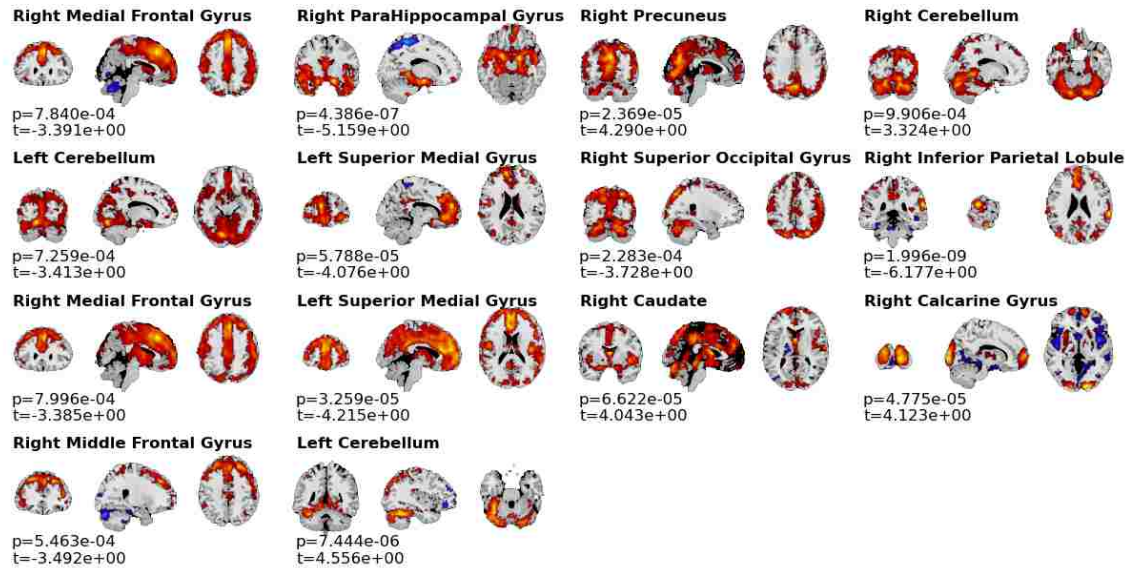 Right Medial Frontal Gyrus
p=7.840e-04
t=-3.391e+00
Right ParaHippocampal Gyrus
p=4.386e-07
t=-5.159e+00
Right Precuneus
p=2.369e-05
t=4.290e+00
Right Cerebellum
p=9.906e-04
t=3.324e+00
Left Cerebellum
p=7.259e-04
t=-3.413e+00
Left Superior Medial Gyrus
p=5.788e-05
t=-4.076e+00
Right Superior Occipital Gyrus
p=2.283e-04
t=-3.728e+00
Right Inferior Parietal Lobule
p=1.996e-09
t=-6.177e+00
Right Medial Frontal Gyrus
p=7.996e-04
t=-3.385e+00
Left Superior Medial Gyrus
p=3.259e-05
t=-4.215e+00
Right Caudate
p=6.622e-05
t=4.043e+00
Right Calcarine Gyrus
p=4.775e-05
t=4.123e+00
Right Middle Frontal Gyrus
p=5.463e-04
t=-3.492e+00
Left Cerebellum
p=7.444e-06
t=4.556e+00